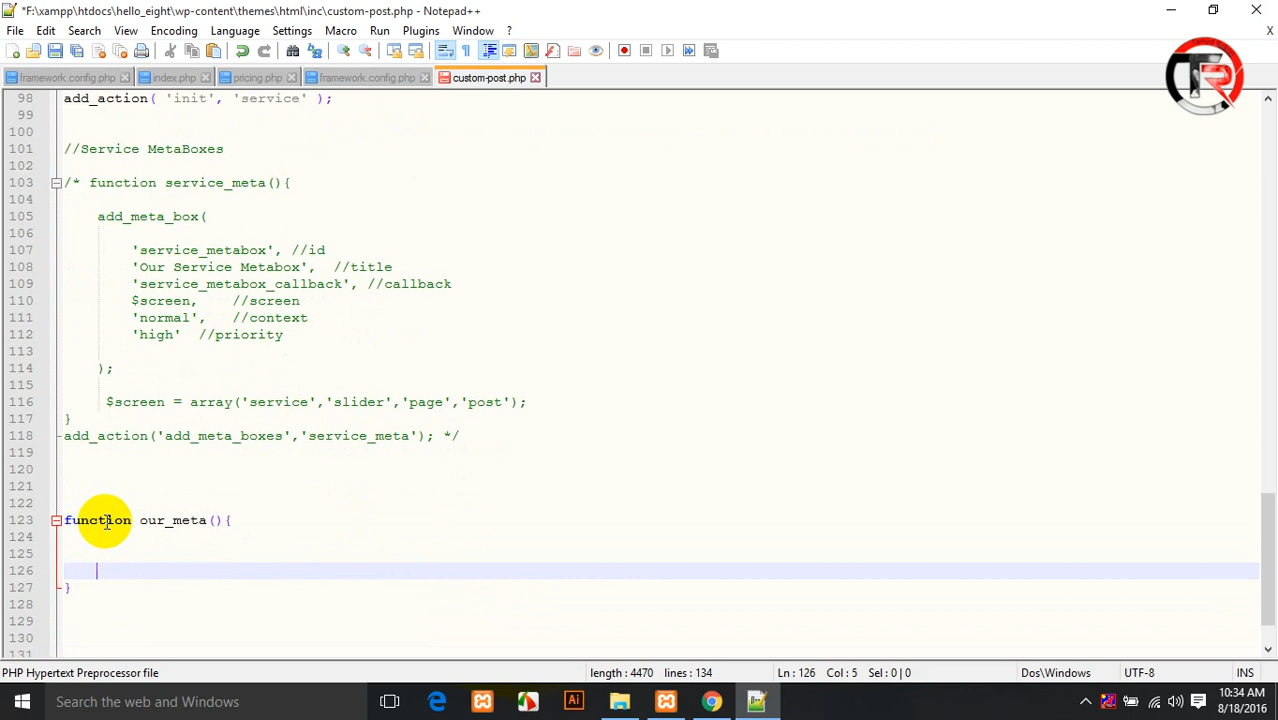 *F:\xampp\htdocs\hello_eight\wp-content\themes\html\inc\custom-post.php - Notepad++
File Edit Search View Encoding Language Settings Macro Run Plugins Window ? X
framework.config.php index.php pricing.php framework.config.php custom-post.php
98 add_action( 'init', 'service' );
99
100
101 //Service MetaBoxes
102
103 /* function service_meta(){
104
105 add_meta_box(
106
107 'service_metabox', //id
108 'Our Service Metabox', //title
109 'service_metabox_callback', //callback
110 $screen, //screen
111 'normal', //context
112 'high' //priority
113
114 );
115
116 $screen = array('service','slider','page','post');
117 }
118 add_action('add_meta_boxes','service_meta'); */
119
120
121
122
123 function our_meta(){
124
125
126
127 }
128
129
130
131
PHP Hypertext Preprocessor file length : 4470 lines : 134 Ln : 126 Col : 5 Sel : 0 | 0 Dos\Windows UTF-8 INS
Search the web and Windows
10:34 AM
8/18/2016